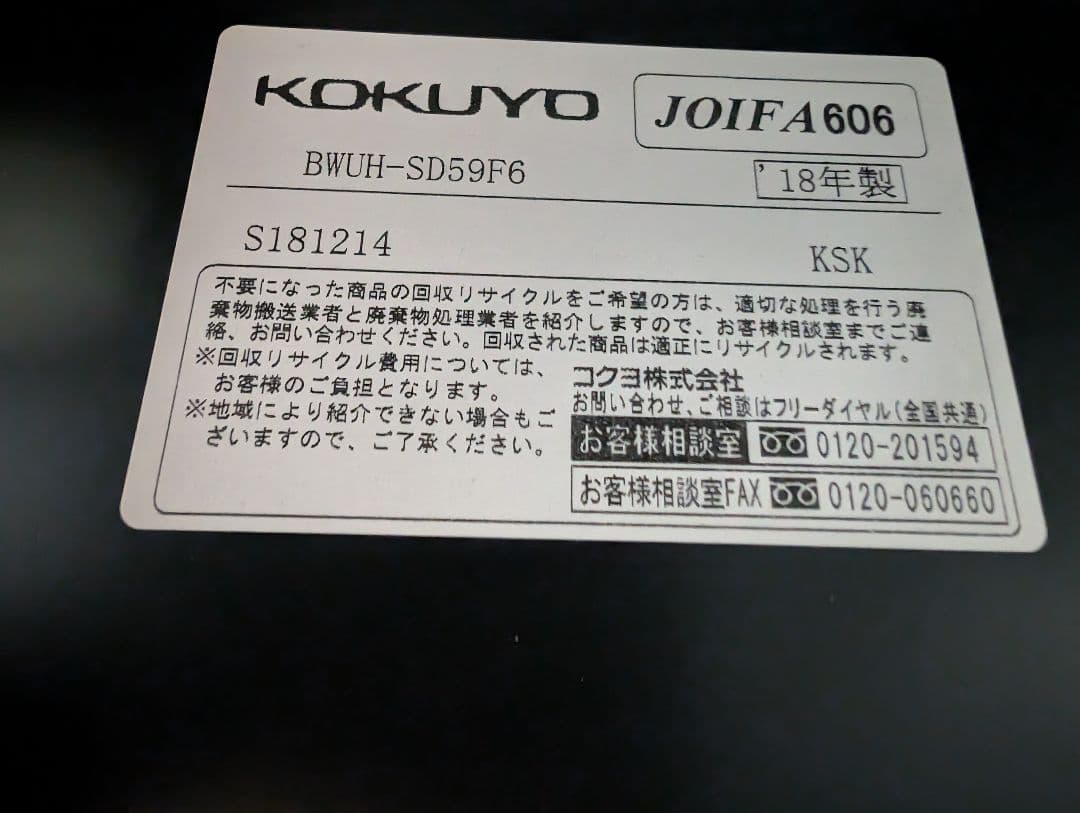 KOKUYO
JOIFA606
BWUH-SD59F6
'18年製
S181214
KSK
不要になった商品の回収リサイクルをご希望の方は、適切な処理を行う廃
棄物搬送業者と廃棄物処理業者を紹介しますので、お客様相談室までご連
絡、お問い合わせください。回収された商品は適正にリサイクルされます。
※回収リサイクル費用については、
お客様のご負担となります。
※地域により紹介できない場合もご
ざいますので、ご了承ください。
コクヨ株式会社
お問い合わせ、ご相談はフリーダイヤル(全国共通)
お客様相談室 0120-201594
お客様相談室FAX 0120-060660